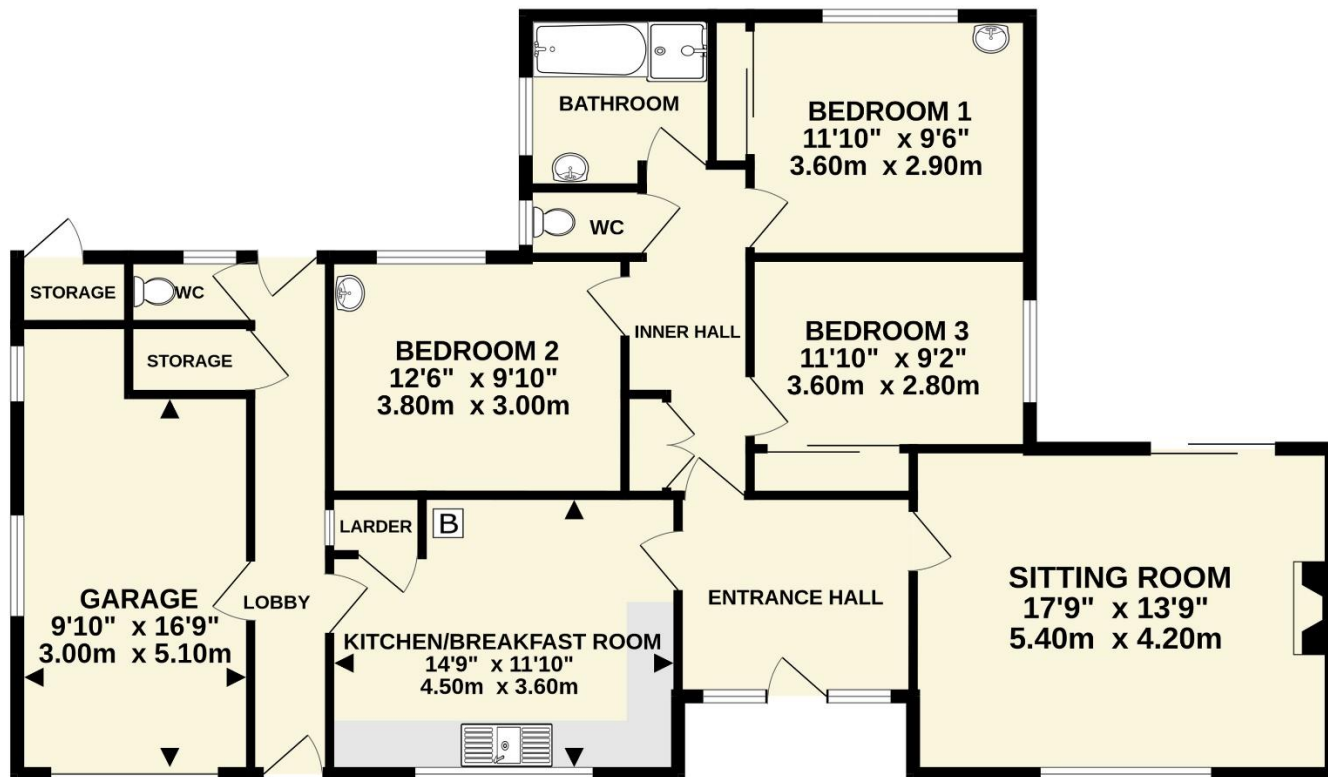 BATHROOM
BEDROOM 1
11'10" x 9'6"
3.60m x 2.90m
WC
STORAGE
WC
STORAGE
BEDROOM 2
12'6" x 9'10"
3.80m x 3.00m
INNER HALL
BEDROOM 3
11'10" x 9'2"
3.60m x 2.80m
LARDER
B
GARAGE
9'10" x 16'9"
3.00m x 5.10m
LOBBY
KITCHEN/BREAKFAST ROOM
14'9" x 11'10"
4.50m x 3.60m
ENTRANCE HALL
SITTING ROOM
17'9" x 13'9"
5.40m x 4.20m